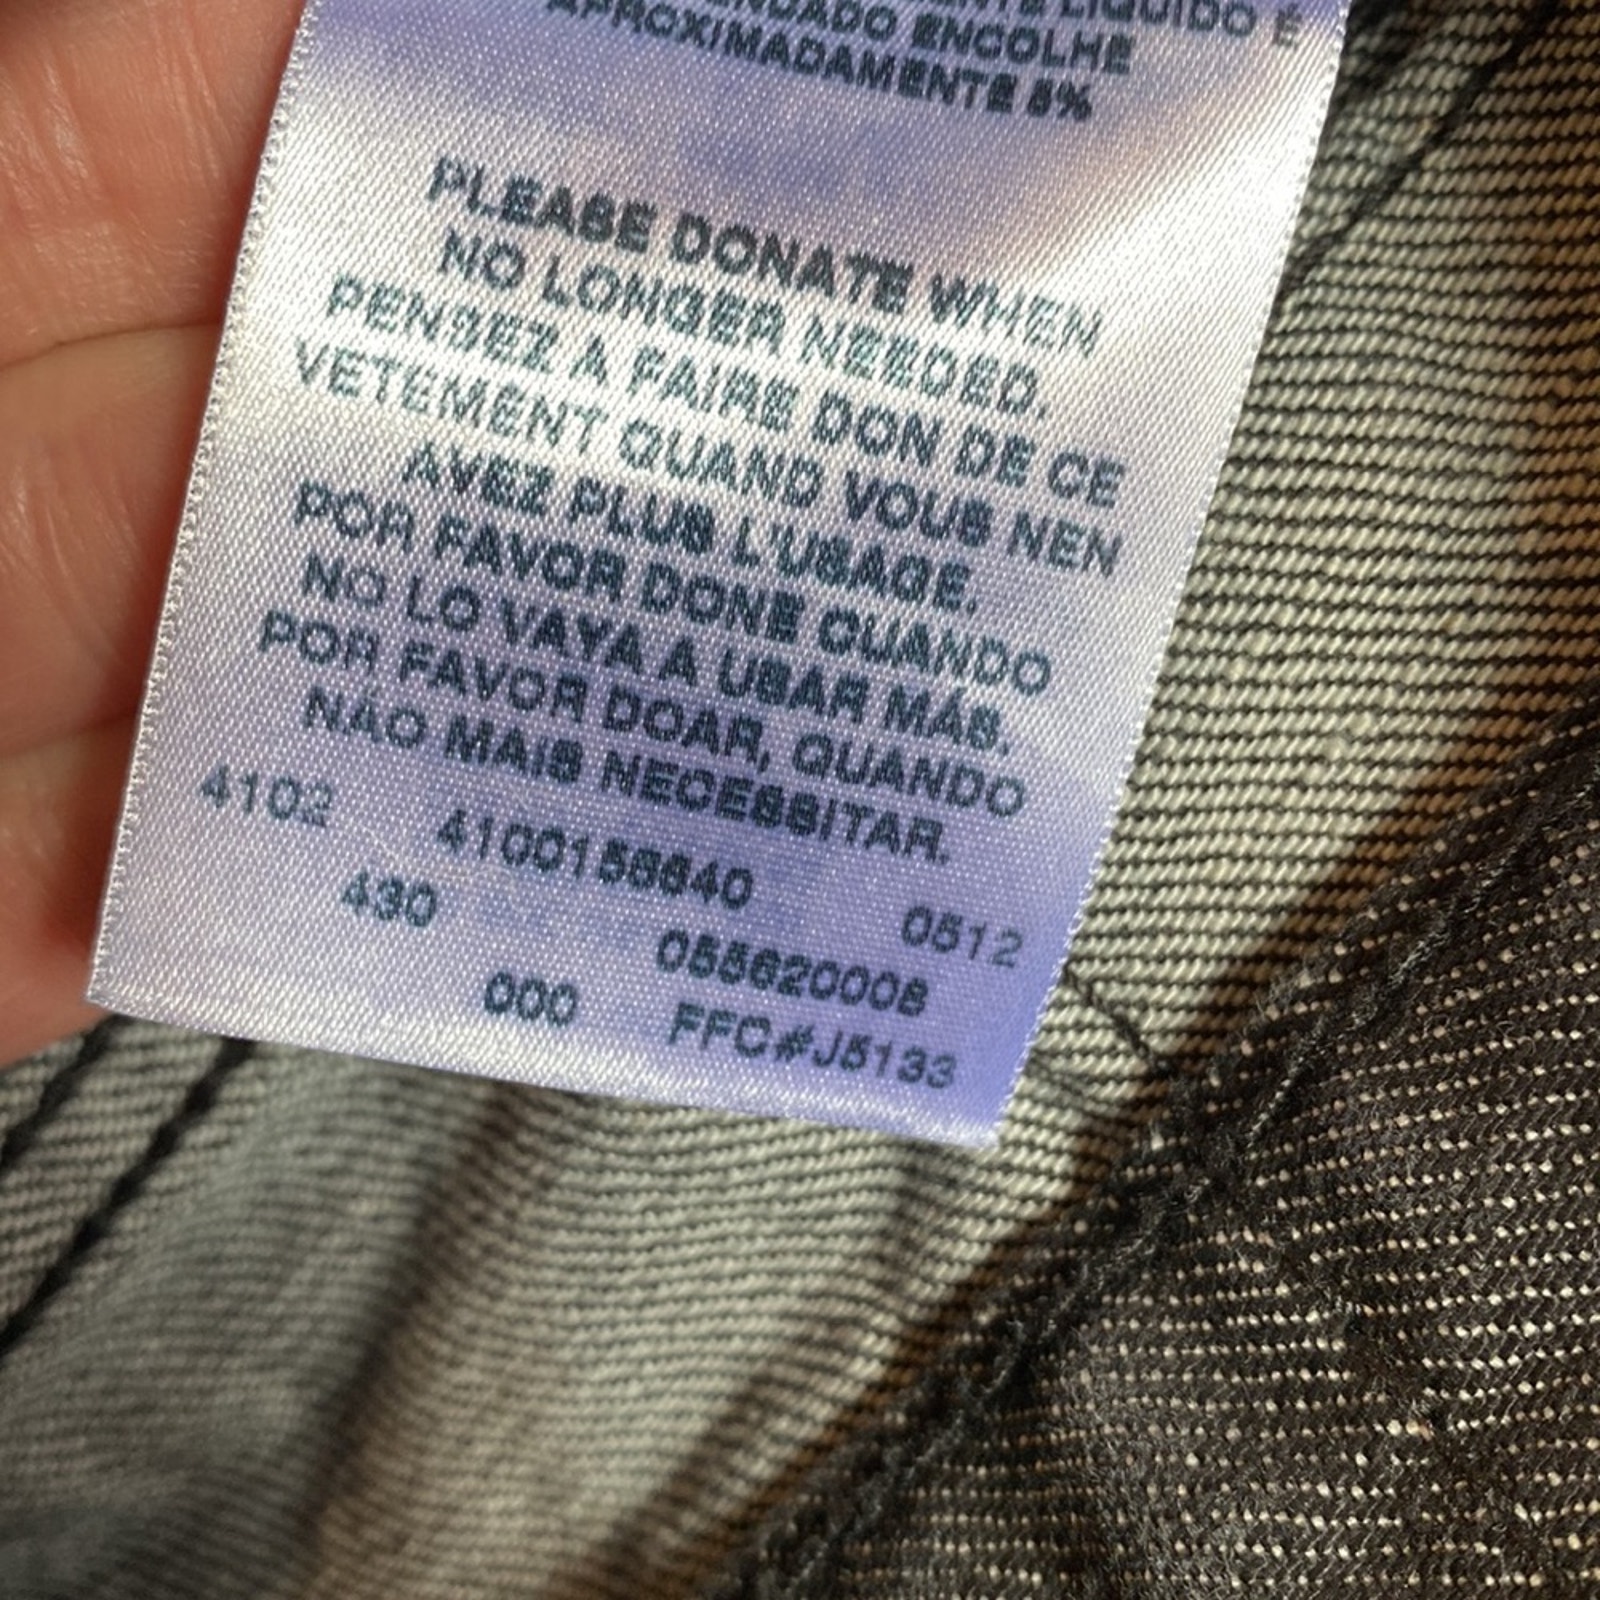 LIQUIDO É
ENCOLHE
APROXIMADAMENTE 5%
PLEASE DONATE WHEN
NO LONGER NEEDED.
PENSEZ A FAIRE DON DE CE
VETEMENT QUAND VOUS NEN
AVEZ PLUS L'USAGE.
POR FAVOR DONE CUANDO
NO LO VAYA A USAR MÁS.
POR FAVOR DOAR, QUANDO
NÃO MAIS NECESSITAR.
4102 4100158640 0512
430 055620008
000 FFC#J5133